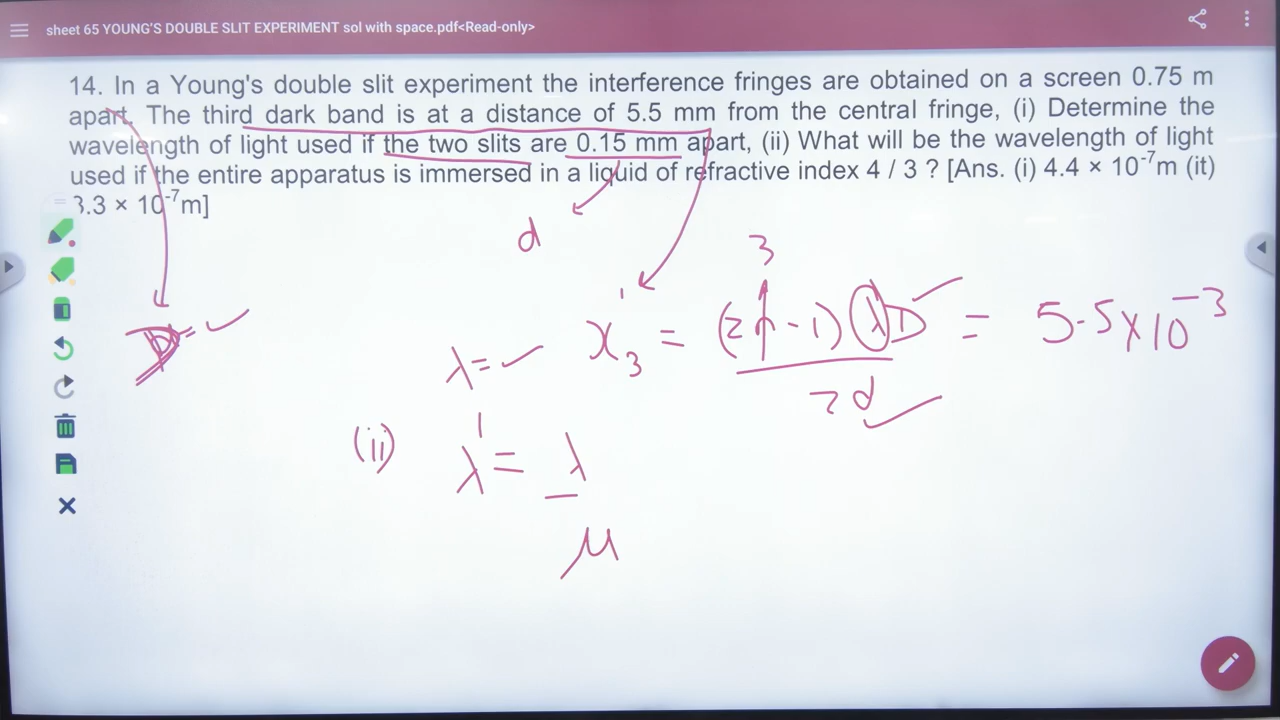 sheet 65 YOUNG'S DOUBLE SLIT EXPERIMENT sol with space.pdf<Read-only>
14. In a Young's double slit experiment the interference fringes are obtained on a screen 0.75 m
apart. The third dark band is at a distance of 5.5 mm from the central fringe, (i) Determine the
wavelength of light used if the two slits are 0.15 mm apart, (ii) What will be the wavelength of light
used if the entire apparatus is immersed in a liquid of refractive index 4 / 3 ? [Ans. (i) 4.4 × 10⁻⁷m (it)
3.3 × 10⁻⁷m]
d
3
D = ✓
x₃' = (2n - 1) λD / 2d = 5.5 × 10⁻³
λ = ✓
(ii) λ' = λ / μ